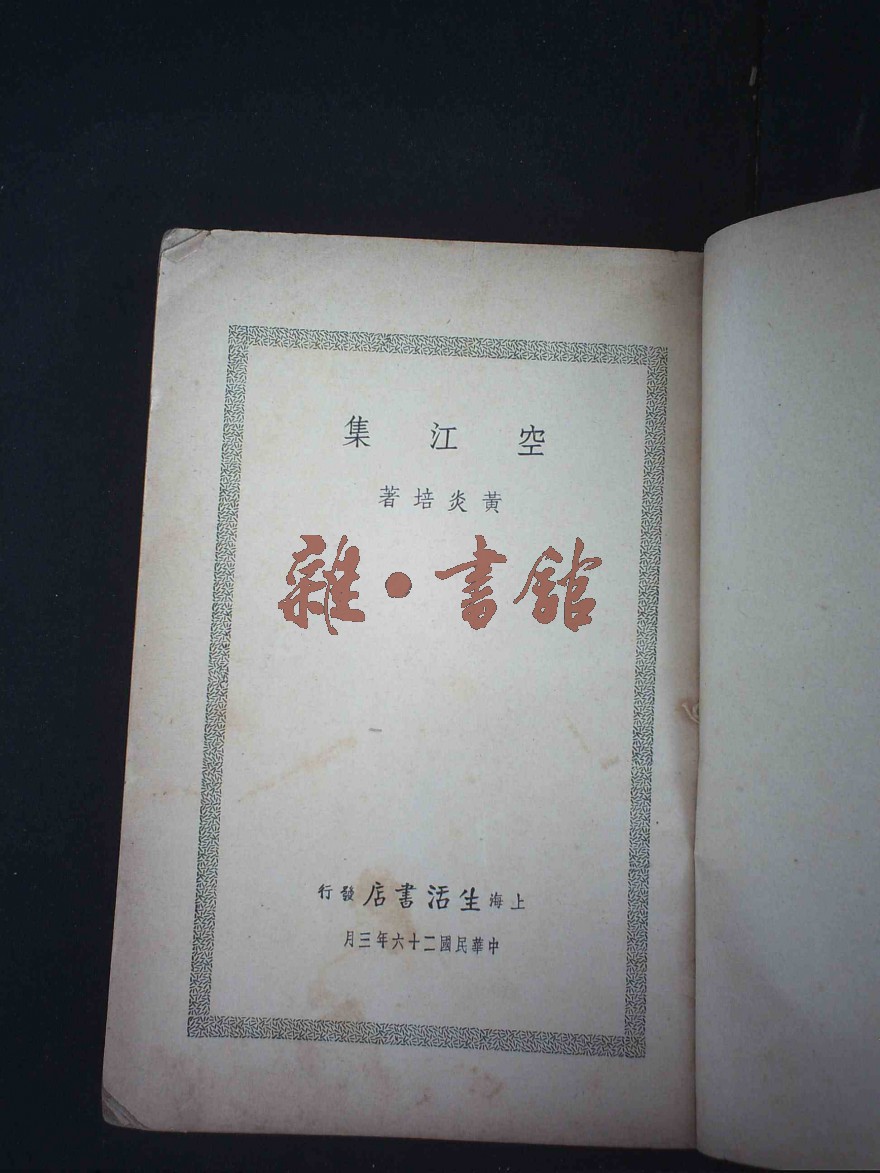 空江集
黃炎培著
雜·書館
上海生活書店發行
中華民國二十六年三月